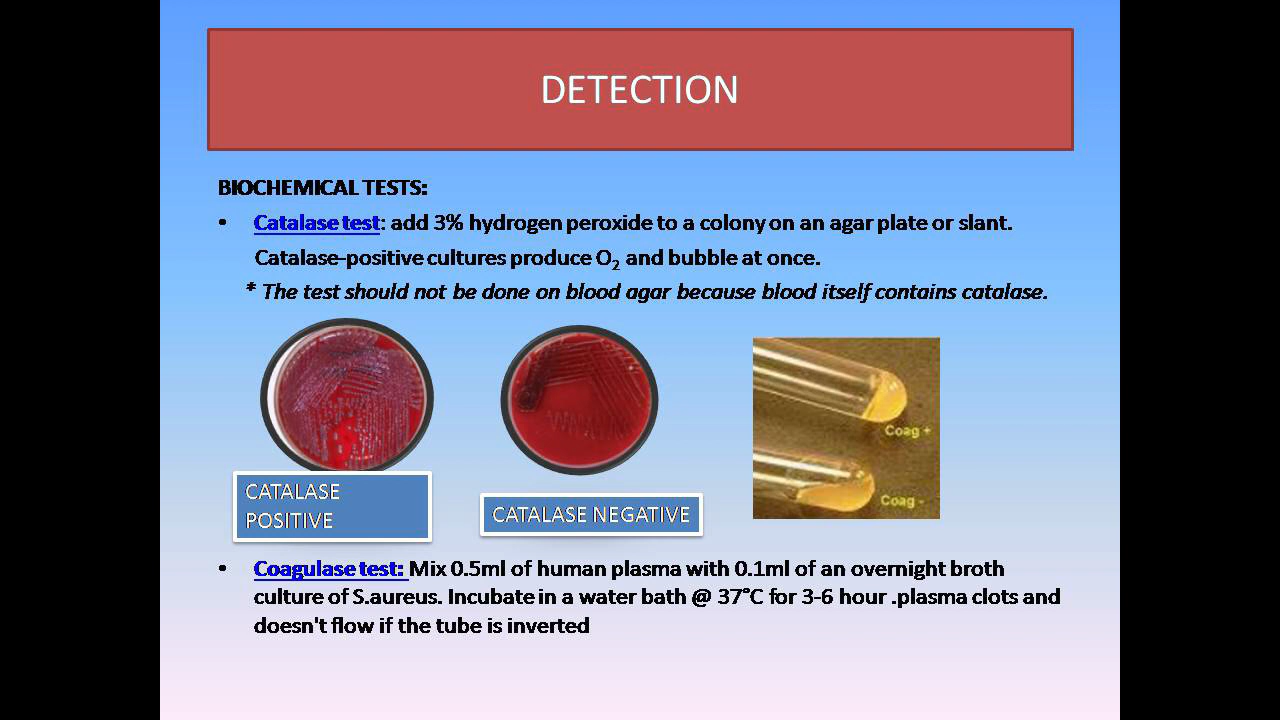 DETECTION
BIOCHEMICAL TESTS:
• Catalase test: add 3% hydrogen peroxide to a colony on an agar plate or slant.
Catalase-positive cultures produce O₂ and bubble at once.
* The test should not be done on blood agar because blood itself contains catalase.
Coag +
Coag -
CATALASE
POSITIVE
CATALASE NEGATIVE
• Coagulase test: Mix 0.5ml of human plasma with 0.1ml of an overnight broth
culture of S.aureus. Incubate in a water bath @ 37°C for 3-6 hour .plasma clots and
doesn't flow if the tube is inverted